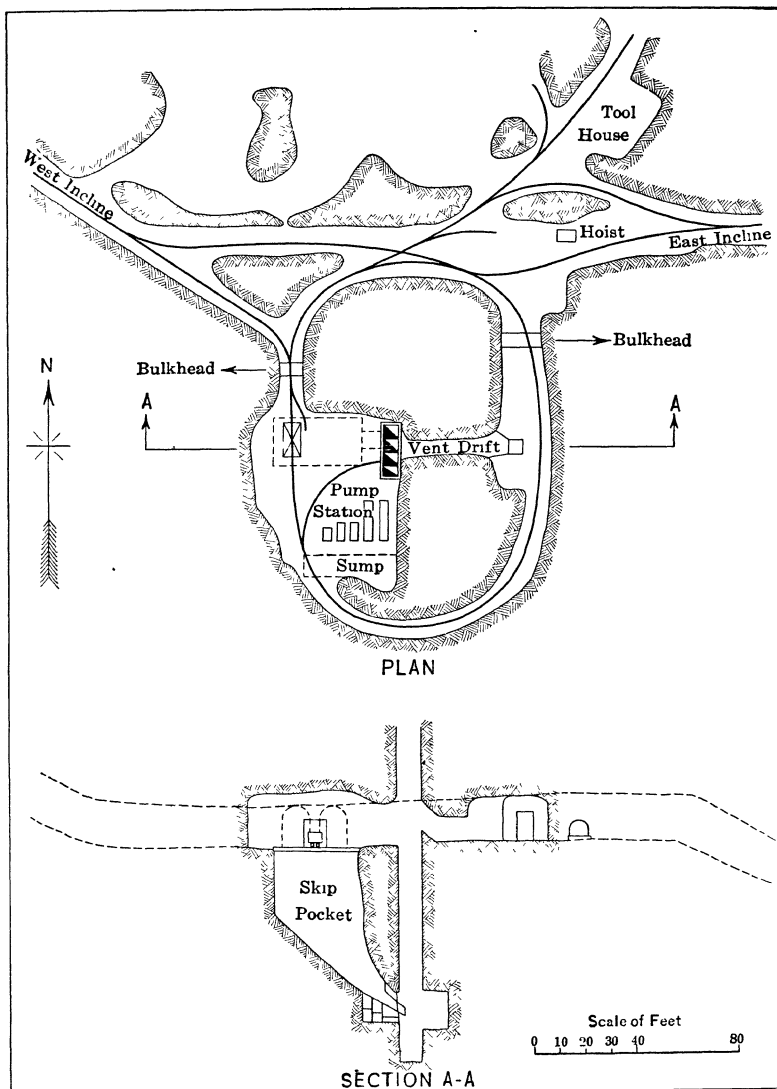 Tool
House
West Incline
Hoist
East Incline
Bulkhead
Bulkhead
N
A
A
Vent Drift
Pump
Station
Sump
PLAN
Skip
Pocket
Scale of Feet
0 10 20 30 40 80
SECTION A-A